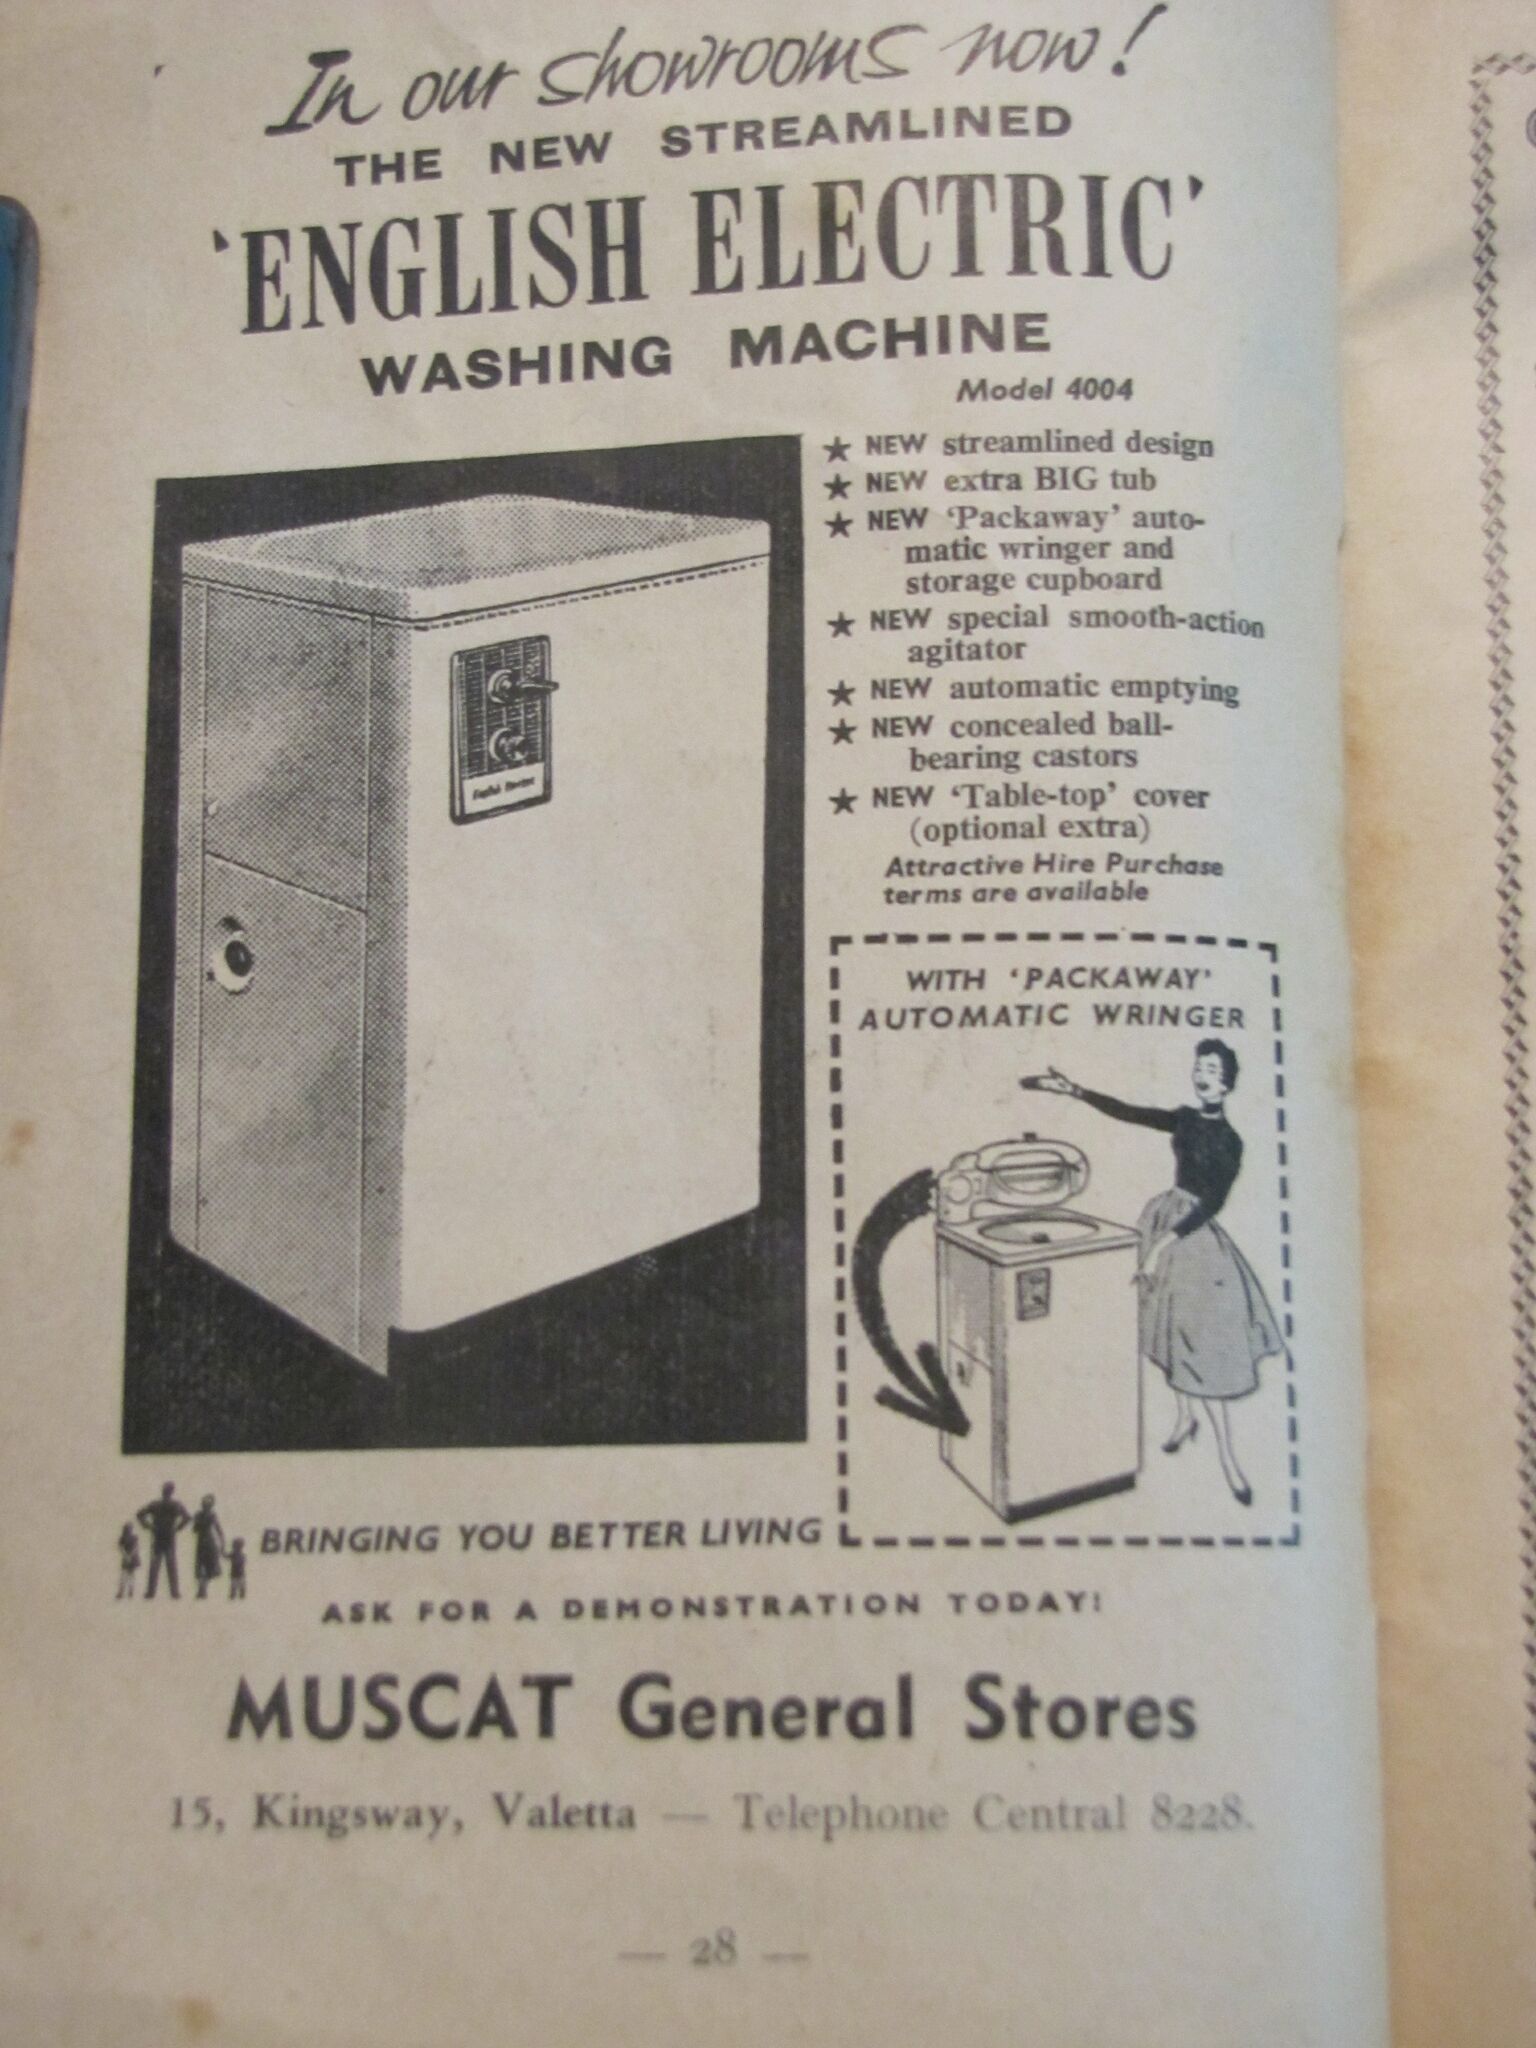 In our showrooms now!
THE NEW STREAMLINED
'ENGLISH ELECTRIC'
WASHING MACHINE
Model 4004
★ NEW streamlined design
★ NEW extra BIG tub
★ NEW 'Packaway' auto-
matic wringer and
storage cupboard
★ NEW special smooth-action
agitator
★ NEW automatic emptying
★ NEW concealed ball-
bearing castors
★ NEW 'Table-top' cover
(optional extra)
Attractive Hire Purchase
terms are available
English Electric
WITH 'PACKAWAY'
AUTOMATIC WRINGER
BRINGING YOU BETTER LIVING
ASK FOR A DEMONSTRATION TODAY!
MUSCAT General Stores
15, Kingsway, Valetta — Telephone Central 8228.
— 28 —